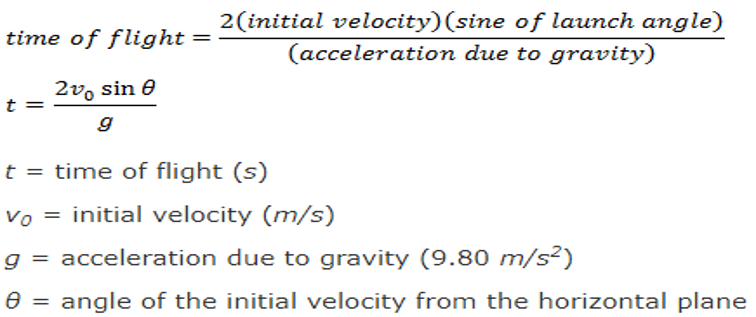 time of flight = 2(initial velocity)(sine of launch angle) / (acceleration due to gravity)
t = 2v₀ sin θ / g
t = time of flight (s)
v₀ = initial velocity (m/s)
g = acceleration due to gravity (9.80 m/s²)
θ = angle of the initial velocity from the horizontal plane